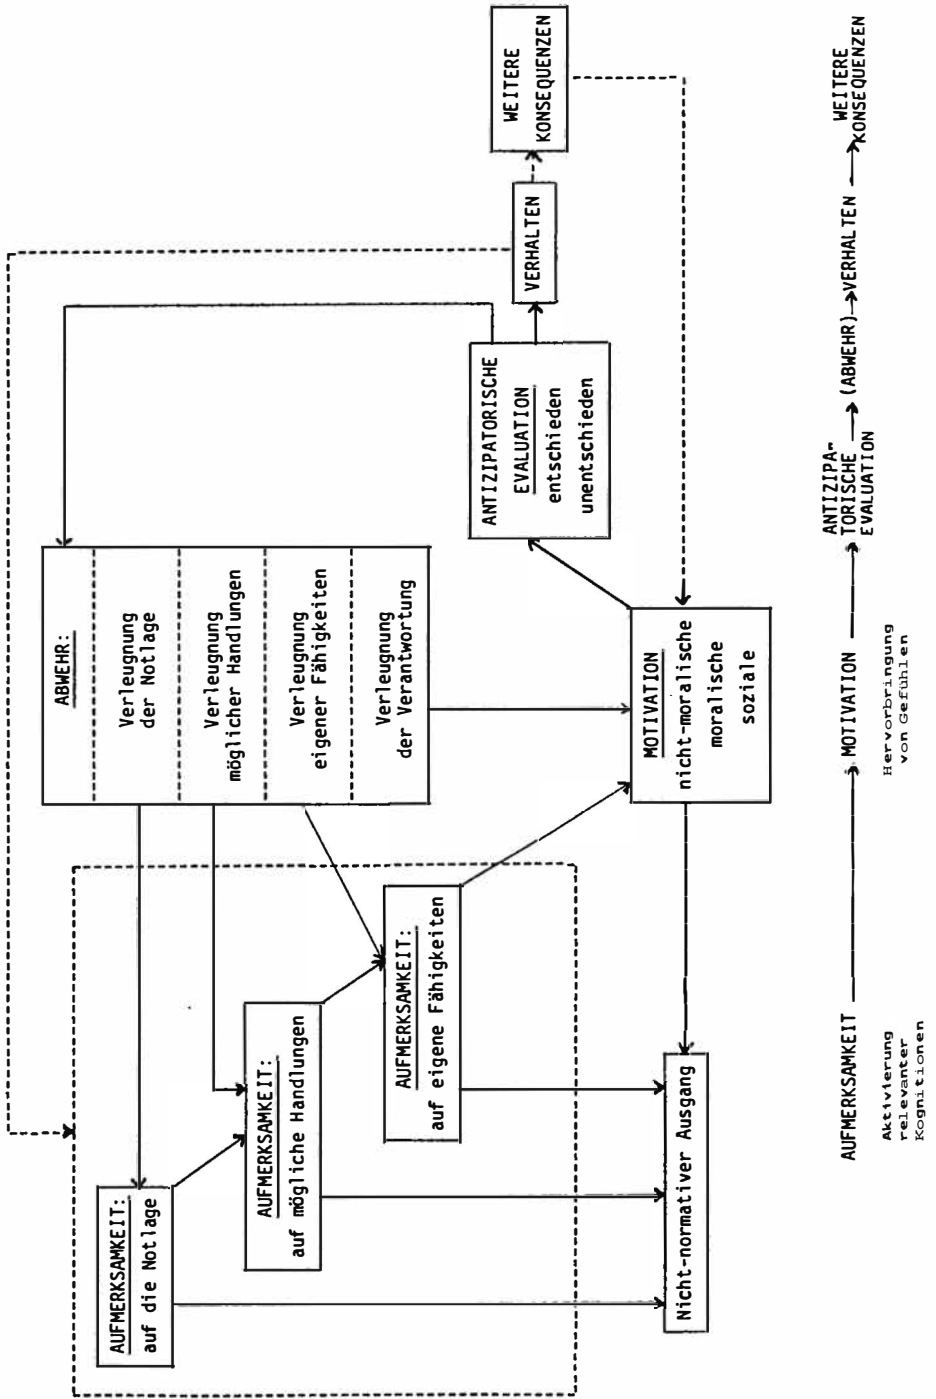 AUFMERKSAMKEIT:
auf die Notlage
AUFMERKSAMKEIT:
auf mögliche Handlungen
AUFMERKSAMKEIT:
auf eigene Fähigkeiten
Nicht-normativer Ausgang
ABWEHR:
Verleugnung
der Notlage
Verleugnung
möglicher Handlungen
Verleugnung
eigener Fähigkeiten
Verleugnung
der Verantwortung
MOTIVATION
nicht-moralische
moralische
soziale
ANTIZIPATORISCHE
EVALUATION
entschieden
unentschieden
VERHALTEN
WEITERE
KONSEQUENZEN
AUFMERKSAMKEIT
MOTIVATION
ANTIZIPA-
TORISCHE
EVALUATION
(ABWEHR)
VERHALTEN
WEITERE
KONSEQUENZEN
Aktivierung
relevanter
Kognitionen
Hervorbringung
von Gefühlen